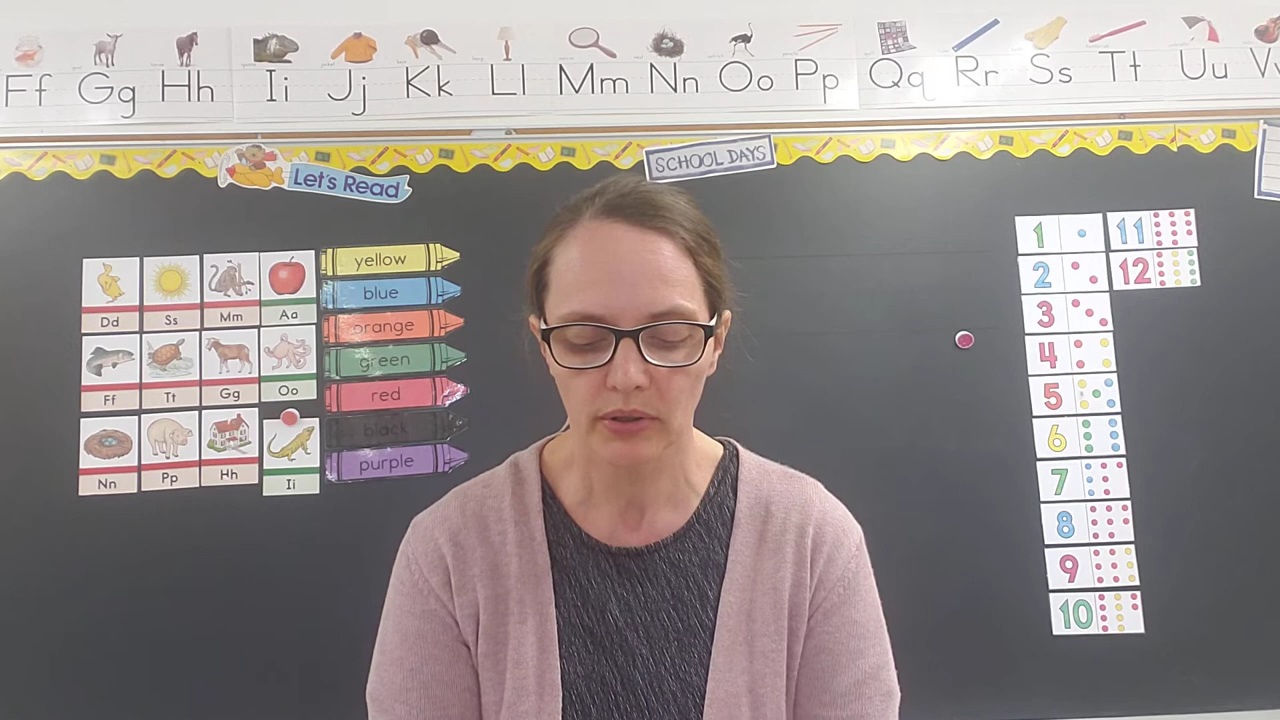 Ff Gg Hh Ii Jj Kk Ll Mm Nn Oo Pp Qq Rr Ss Tt Uu Vv
Let's Read
SCHOOL DAYS
Dd Ss Mm Aa
Ff Tt Gg Oo
Nn Pp Hh Ii
yellow
blue
orange
green
red
black
purple
1
2
3
4
5
6
7
8
9
10
11
12